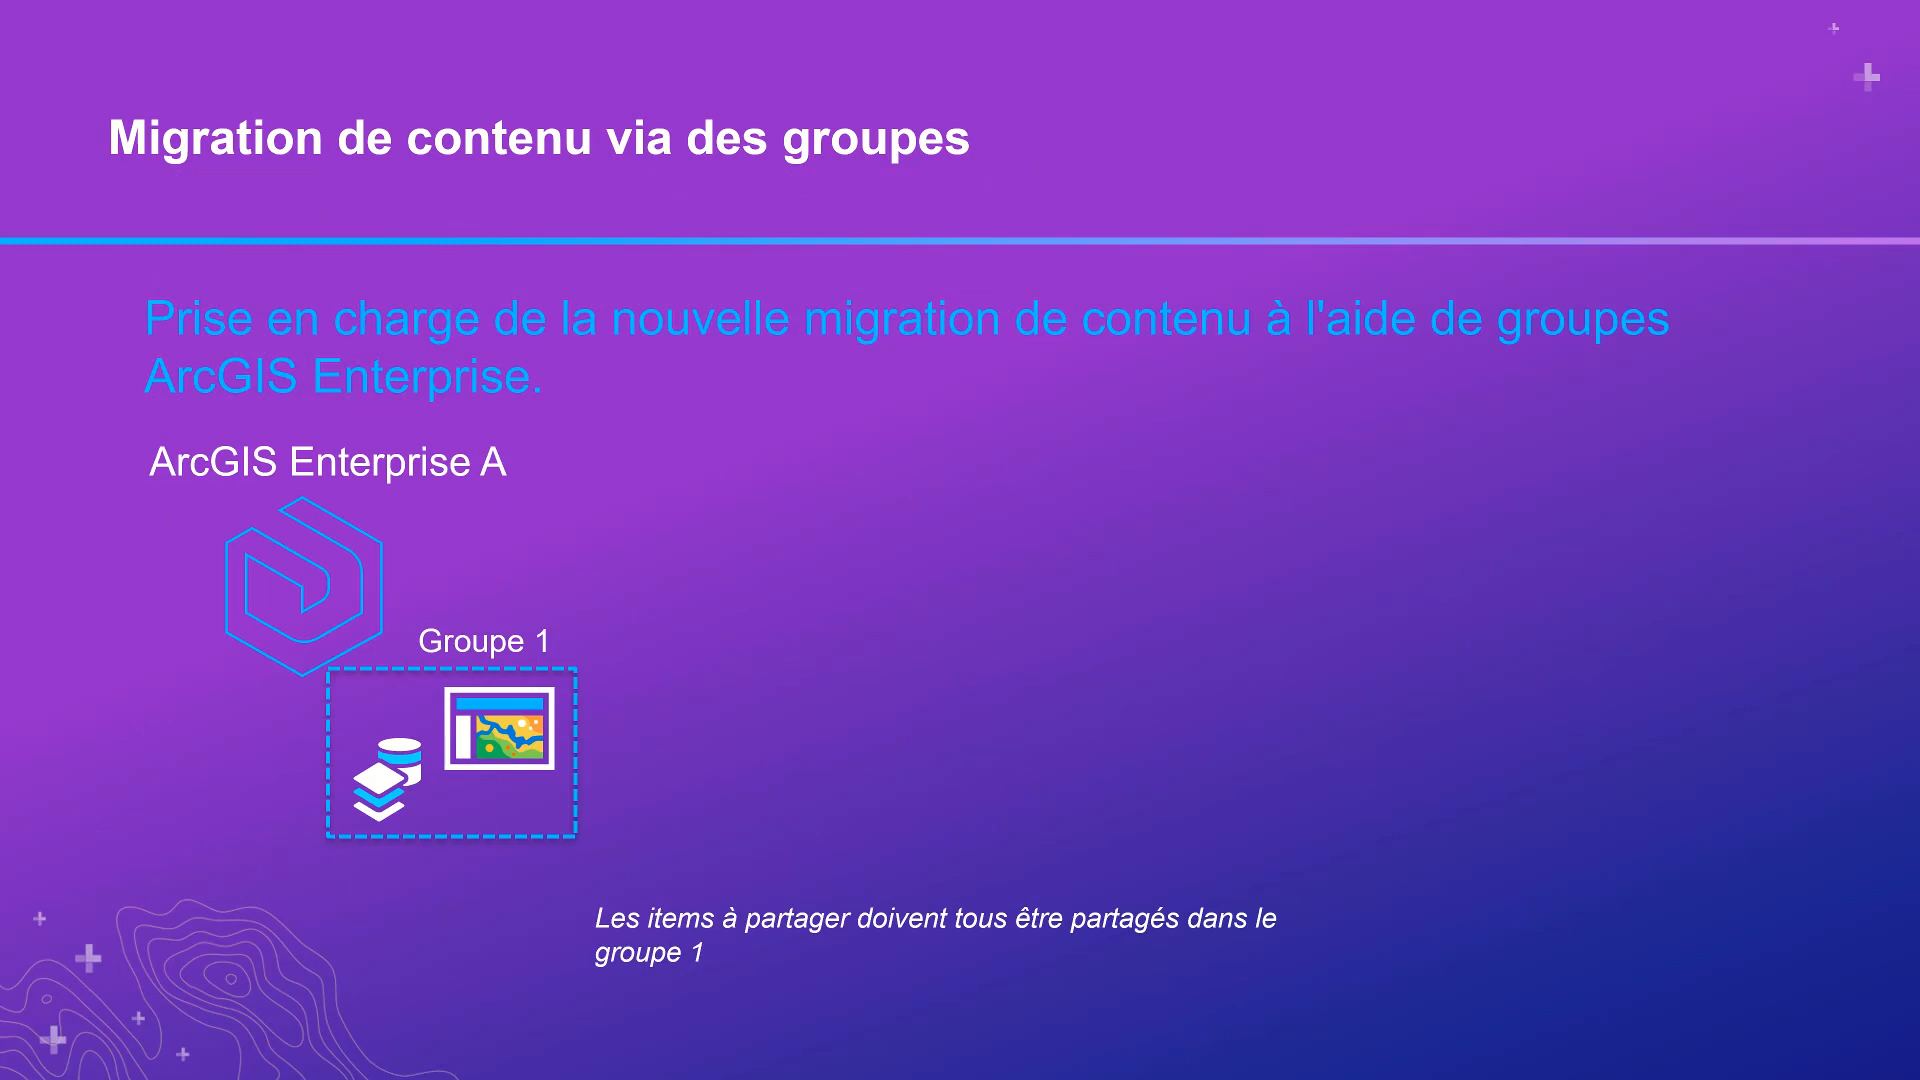 Migration de contenu via des groupes
Prise en charge de la nouvelle migration de contenu à l'aide de groupes
ArcGIS Enterprise.
ArcGIS Enterprise A
Groupe 1
Les items à partager doivent tous être partagés dans le
groupe 1